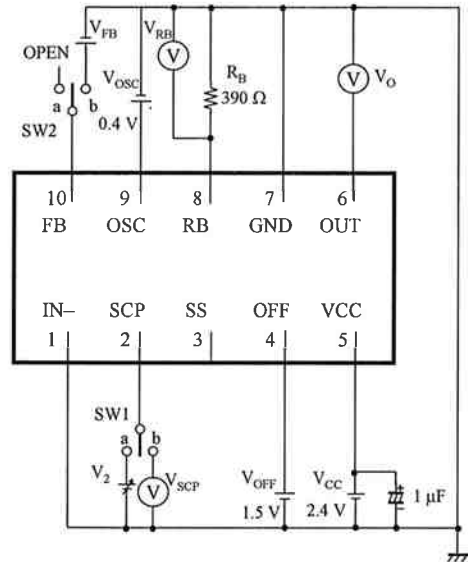 V_FB
V_RB
V
OPEN
V_OSC
R_B
390 Ω
V
V_O
a b
SW2
0.4 V
10 9 8 7 6
FB OSC RB GND OUT
IN– SCP SS OFF VCC
1 2 3 4 5
SW1
a b
V_2
V
V_SCP
V_OFF
1.5 V
V_CC
2.4 V
1 μF